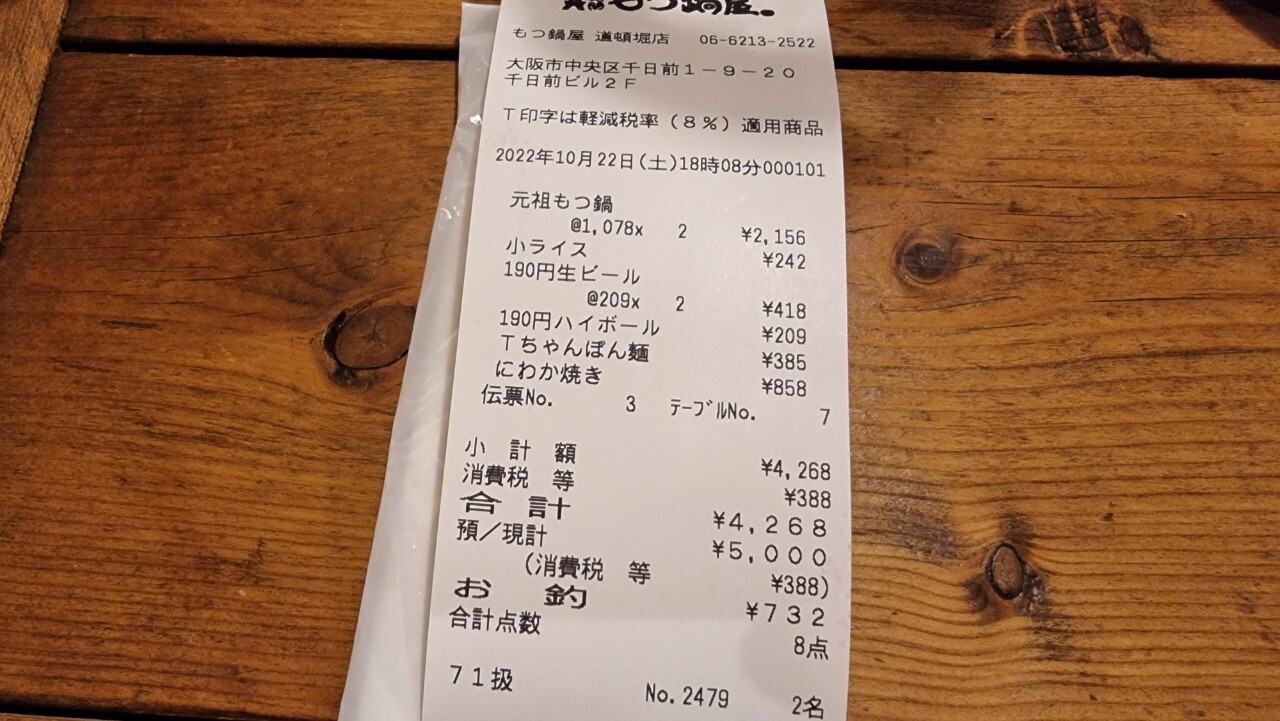 もつ鍋屋。
もつ鍋屋 道頓堀店 06-6213-2522
大阪市中央区千日前1-9-20
千日前ビル2F
T印字は軽減税率(8%)適用商品
2022年10月22日(土)18時08分000101
元祖もつ鍋
@1,078x 2 ¥2,156
小ライス ¥242
190円生ビール
@209x 2 ¥418
190円ハイボール ¥209
Tちゃんぽん麺 ¥385
にわか焼き ¥858
伝票No. 3 テーブルNo. 7
小計額 ¥4,268
消費税 等 ¥388
合計 ¥4,268
預/現計 ¥5,000
(消費税 等 ¥388)
お釣 ¥732
合計点数 8点
71扱 No.2479 2名